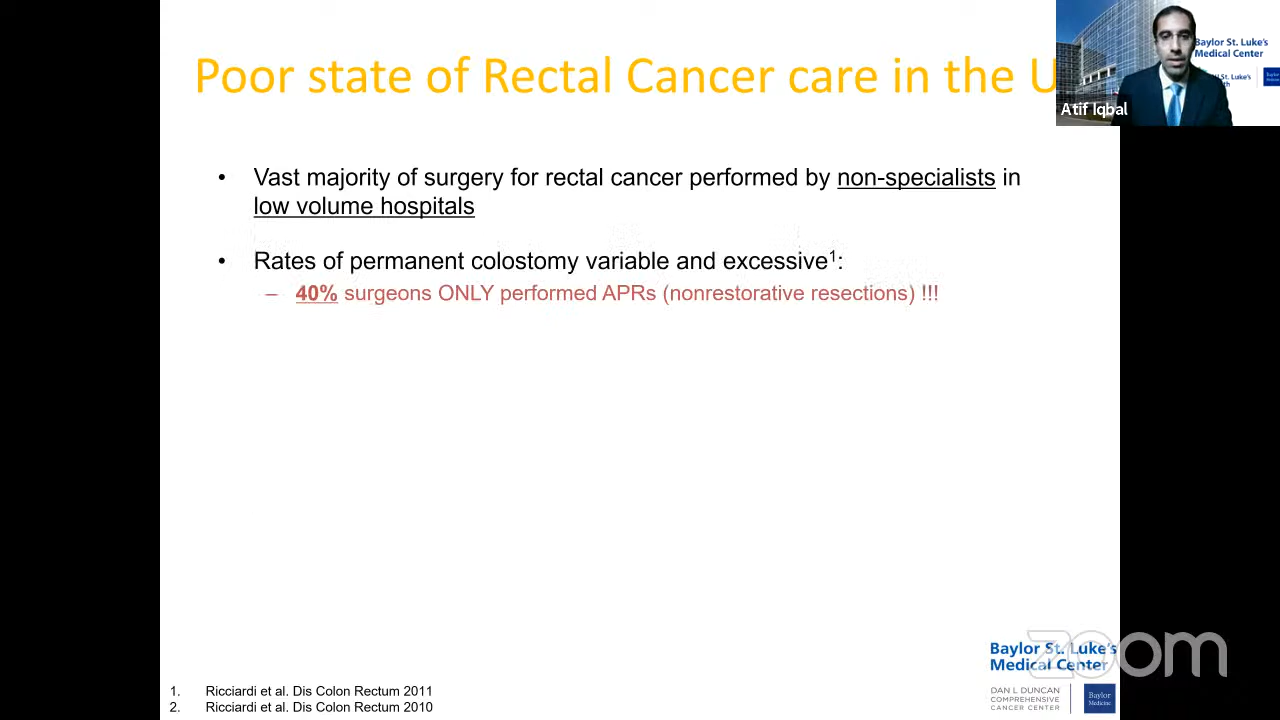 Poor state of Rectal Cancer care in the U
Baylor St. Luke's
Medical Center
St. Luke's
Atif Iqbal
• Vast majority of surgery for rectal cancer performed by non-specialists in
low volume hospitals
• Rates of permanent colostomy variable and excessive1:
– 40% surgeons ONLY performed APRs (nonrestorative resections) !!!
Baylor St. Luke's
Medical Center
zoom
DAN L DUNCAN
COMPREHENSIVE
CANCER CENTER
Baylor
Medicine
1. Ricciardi et al. Dis Colon Rectum 2011
2. Ricciardi et al. Dis Colon Rectum 2010